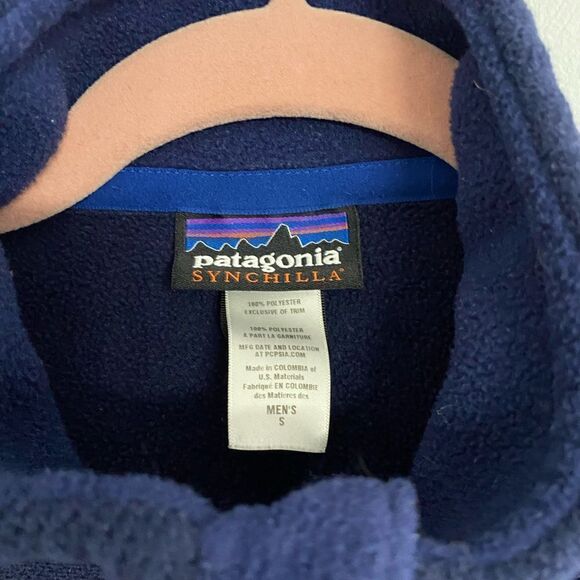 patagonia®
SYNCHILLA®
100% POLYESTER
EXCLUSIVE OF TRIM
100% POLYESTER
A PART LA GARNITURE
MFG DATE AND LOCATION
AT PCPSIA.COM
Made in COLOMBIA of
U.S. Materials
Fabriqué EN COLOMBIE
des Matieres des
MEN'S
S